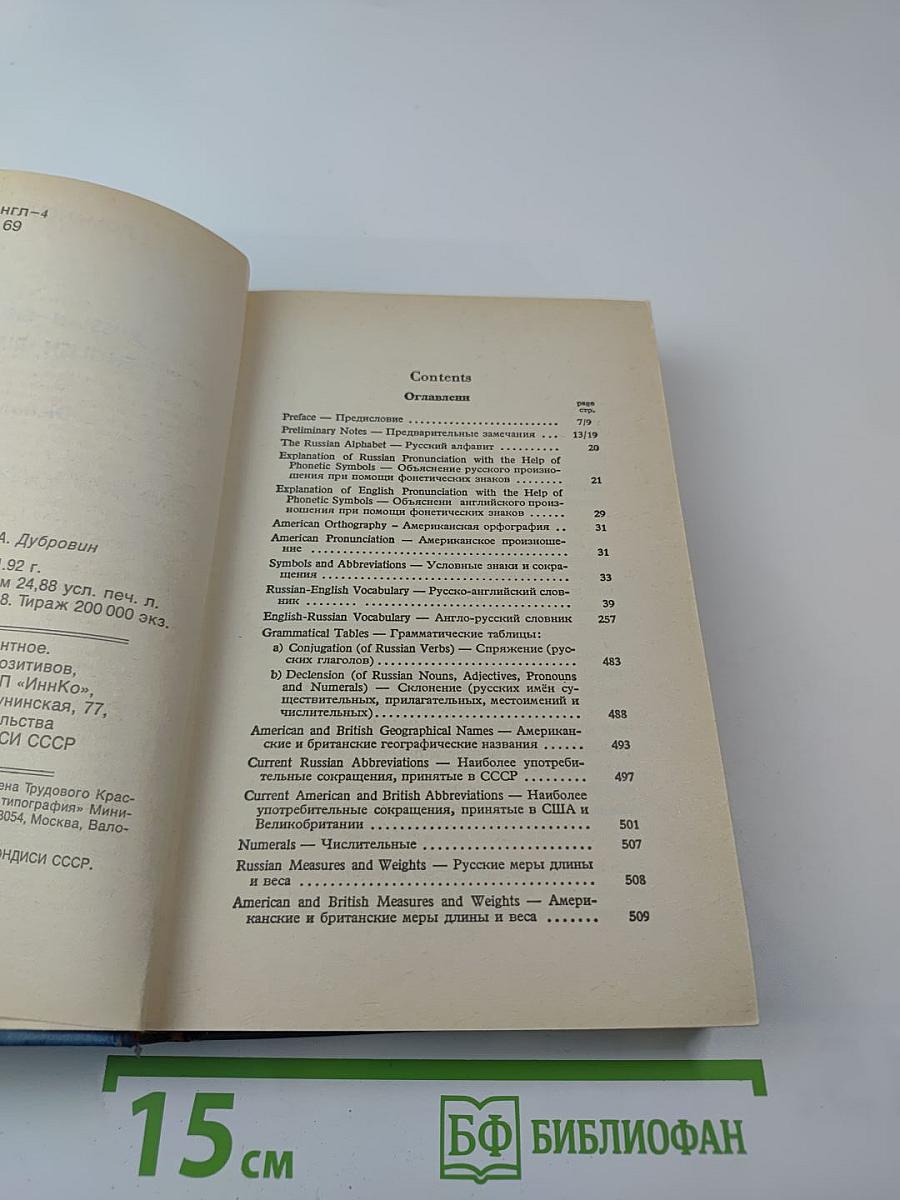 нгл-4
69
А. Дубровин
.92 г.
м 24,88 усл. печ. л.
8. Тираж 200 000 экз.
нтное.
озитивов,
П «ИннКо»,
унинская, 77,
льства
СИ СССР
ена Трудового Крас-
типография» Мини-
3054, Москва, Вало-
ОНДИСИ СССР.
Contents
Оглавлени
page
стр.
Preface — Предисловие ............................ 7/9
Preliminary Notes — Предварительные замечания ... 13/19
The Russian Alphabet — Русский алфавит .......... 20
Explanation of Russian Pronunciation with the Help of
Phonetic Symbols — Объяснение русского произно-
шения при помощи фонетических знаков ........ 21
Explanation of English Pronunciation with the Help of
Phonetic Symbols — Объяснени английского произ-
ношения при помощи фонетических знаков ...... 29
American Orthography – Американская орфография .. 31
American Pronunciation — Американское произноше-
ние ........................................ 31
Symbols and Abbreviations — Условные знаки и сокра-
щения ...................................... 33
Russian-English Vocabulary — Русско-английский слов-
ник ........................................ 39
English-Russian Vocabulary — Англо-русский словник 257
Grammatical Tables — Грамматические таблицы:
a) Conjugation (of Russian Verbs) — Спряжение (рус-
ских глаголов) .............................. 483
b) Declension (of Russian Nouns, Adjectives, Pronouns
and Numerals) — Склонение (русских имён су-
ществительных, прилагательных, местоимений и
числительных) .............................. 488
American and British Geographical Names — Американ-
ские и британские географические названия ...... 493
Current Russian Abbreviations — Наиболее употреби-
тельные сокращения, принятые в СССР ......... 497
Current American and British Abbreviations — Наиболее
употребительные сокращения, принятые в США и
Великобритании ............................... 501
Numerals — Числительные ........................ 507
Russian Measures and Weights — Русские меры длины
и веса ....................................... 508
American and British Measures and Weights — Амери-
канские и британские меры длины и веса ....... 509
15 см
БФ БИБЛИОФАН